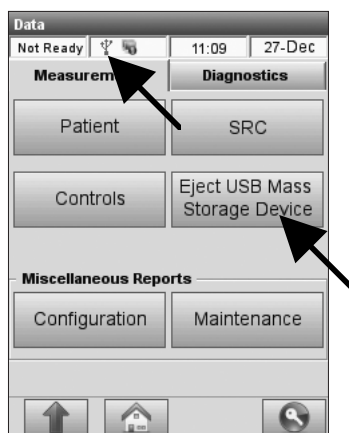 Data
Not Ready 11:09 27-Dec
Diagnostics
Patient SRC
Controls Eject USB Mass
Storage Device
Miscellaneous Reports
Configuration Maintenance